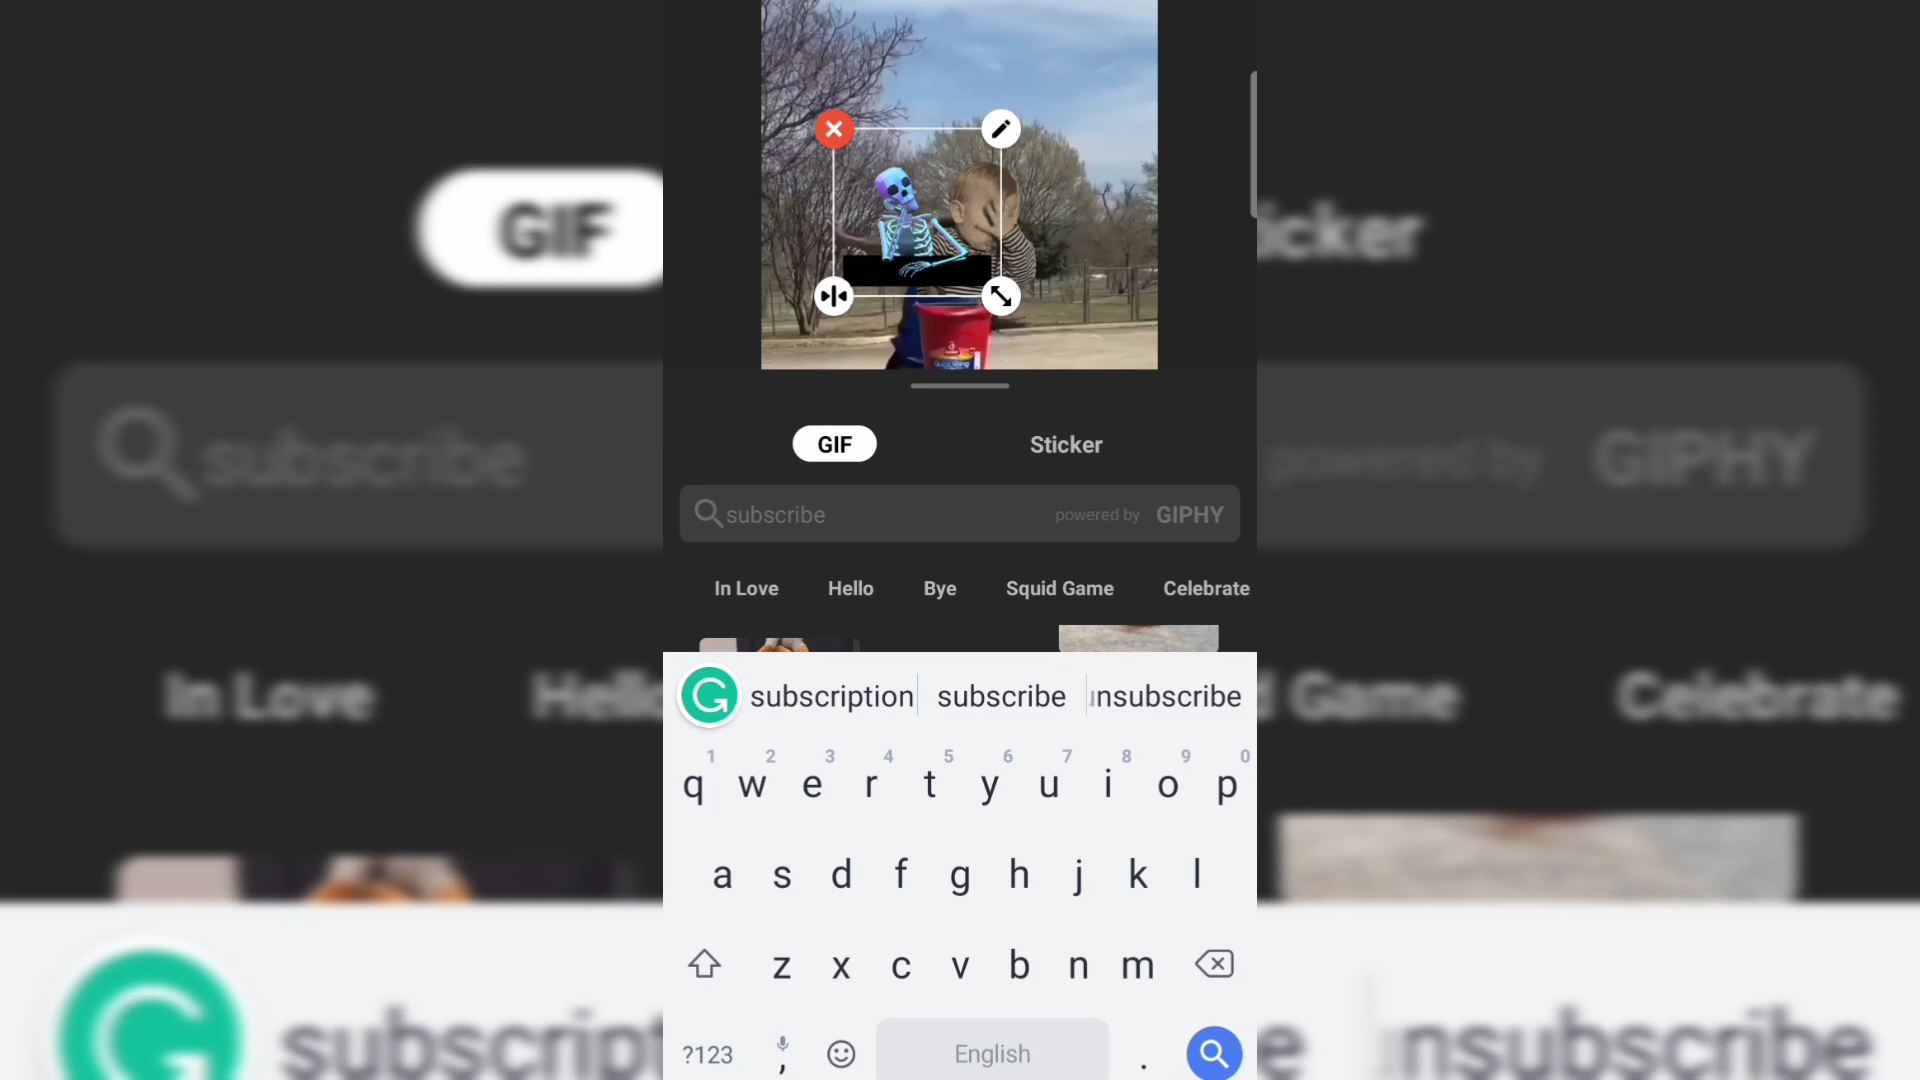 GIF Sticker
subscribe powered by GIPHY
In Love Hello Bye Squid Game Celebrate
subscription subscribe nsubscribe
1 2 3 4 5 6 7 8 9 0
q w e r t y u i o p
a s d f g h j k l
z x c v b n m
?123 , English .